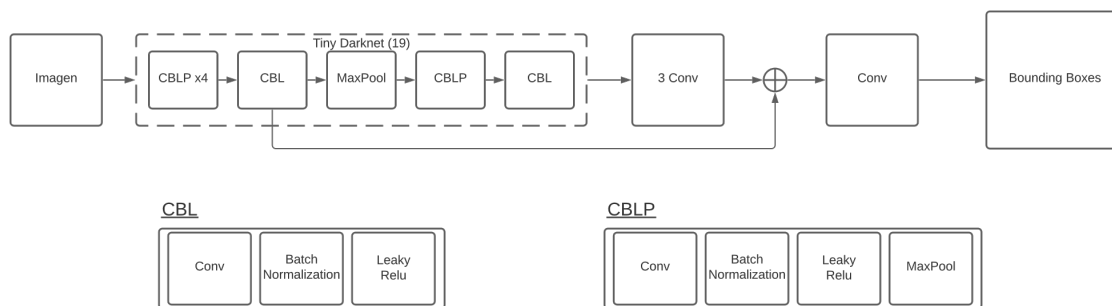 Tiny Darknet (19)
Imagen
CBLP x4
CBL
MaxPool
CBLP
CBL
3 Conv
Conv
Bounding Boxes
CBL
Conv
Batch
Normalization
Leaky
Relu
CBLP
Conv
Batch
Normalization
Leaky
Relu
MaxPool